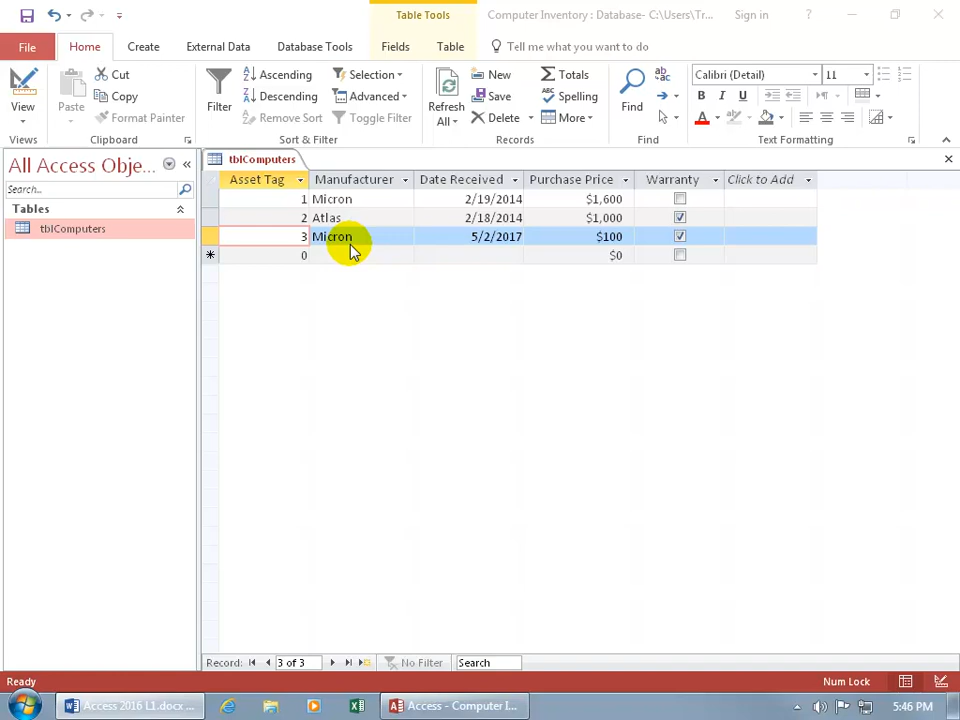 Table Tools
Computer Inventory : Database- C:\Users\Tr...
Sign in
?
File
Home
Create
External Data
Database Tools
Fields
Table
Tell me what you want to do
View
Views
Paste
Cut
Copy
Format Painter
Clipboard
Filter
Ascending
Descending
Remove Sort
Selection
Advanced
Toggle Filter
Sort & Filter
Refresh
All
New
Save
Delete
Totals
Spelling
More
Records
Find
Find
Calibri (Detail)
11
B I U
Text Formatting
All Access Obje...
Search...
Tables
tblComputers
tblComputers
Asset Tag Manufacturer Date Received Purchase Price Warranty Click to Add
1 Micron 2/19/2014 $1,600
2 Atlas 2/18/2014 $1,000
3 Micron 5/2/2017 $100
0 $0
Record: 3 of 3 No Filter Search
Ready
Num Lock
Access 2016 L1.docx ...
Access - Computer I...
5:46 PM